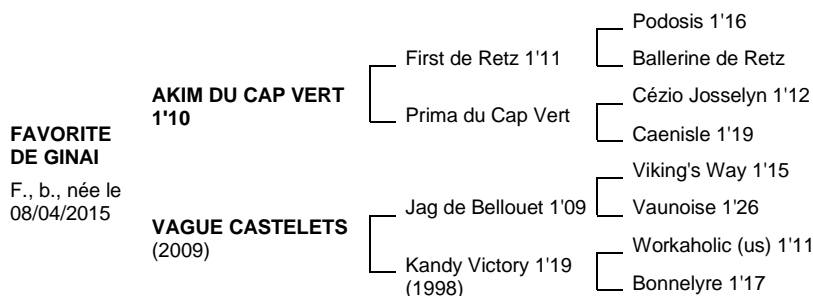 FAVORITE
DE GINAI
F., b., née le
08/04/2015
AKIM DU CAP VERT
1'10
VAGUE CASTELETS
(2009)
First de Retz 1'11
Prima du Cap Vert
Jag de Bellouet 1'09
Kandy Victory 1'19
(1998)
Podosis 1'16
Ballerine de Retz
Cézio Josselyn 1'12
Caenisle 1'19
Viking's Way 1'15
Vaunoise 1'26
Workaholic (us) 1'11
Bonnelyre 1'17